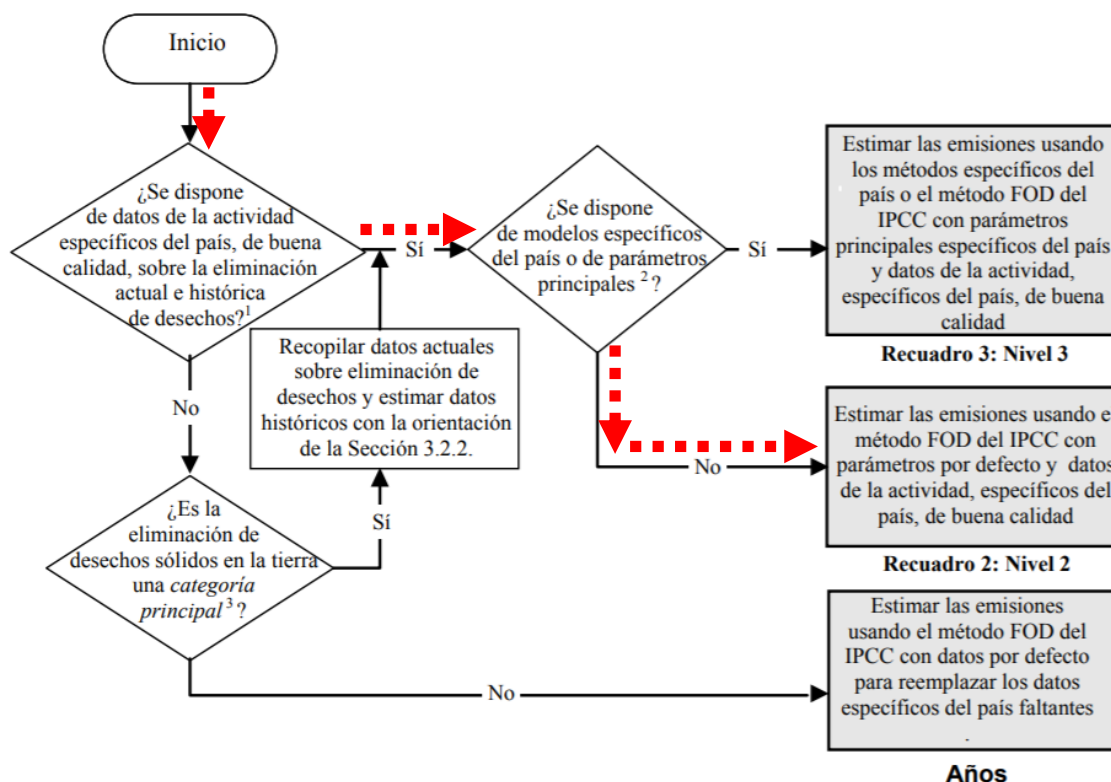 Inicio
¿Se dispone
de datos de la actividad
específicos del país, de buena
calidad, sobre la eliminación
actual e histórica
de desechos?1
Sí
¿Se dispone
de modelos específicos
del país o de parámetros
principales 2 ?
Sí
Estimar las emisiones usando
los métodos específicos del
país o el método FOD del
IPCC con parámetros
principales específicos del país
y datos de la actividad,
específicos del país, de buena
calidad
Recuadro 3: Nivel 3
No
Recopilar datos actuales
sobre eliminación de
desechos y estimar datos
históricos con la orientación
de la Sección 3.2.2.
No
Estimar las emisiones usando e
método FOD del IPCC con
parámetros por defecto y datos
de la actividad, específicos del
país, de buena calidad
Recuadro 2: Nivel 2
¿Es la
eliminación de
desechos sólidos en la tierra
una categoría
principal 3 ?
Sí
No
Estimar las emisiones
usando el método FOD del
IPCC con datos por defecto
para reemplazar los datos
específicos del país faltantes
.
Años